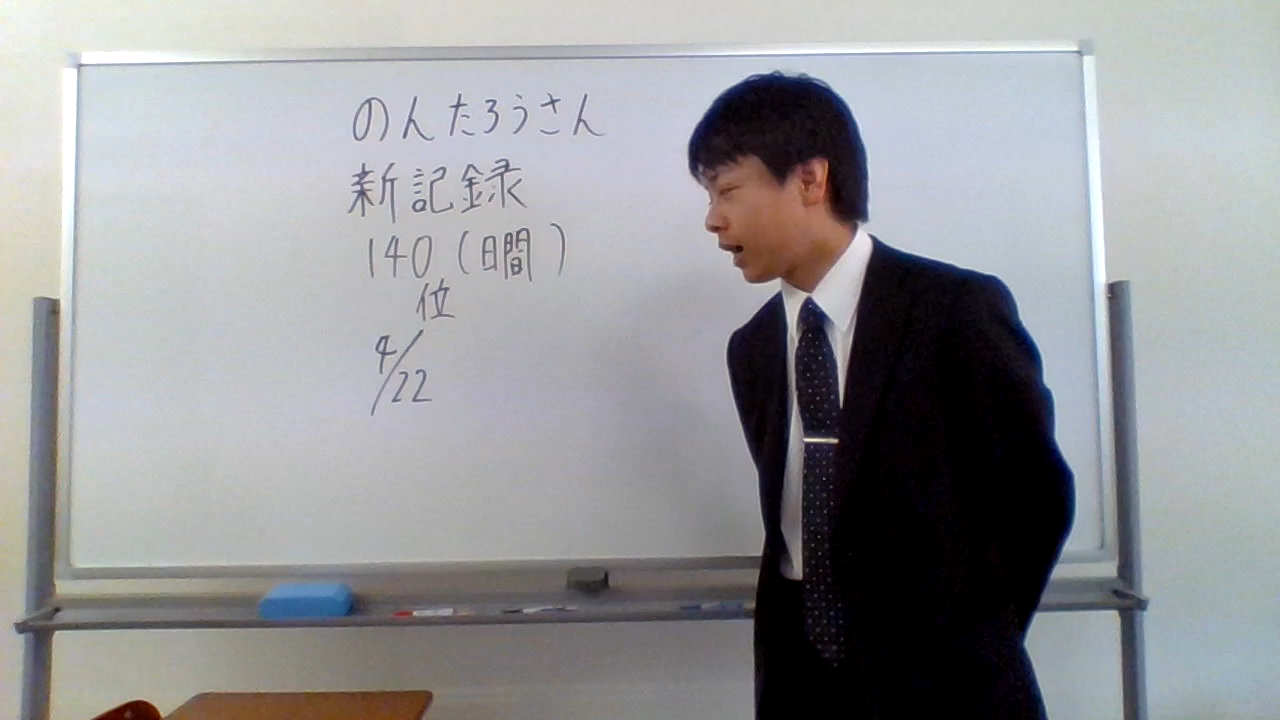 のんたろうさん
新記録
140(日間)
位
4/22